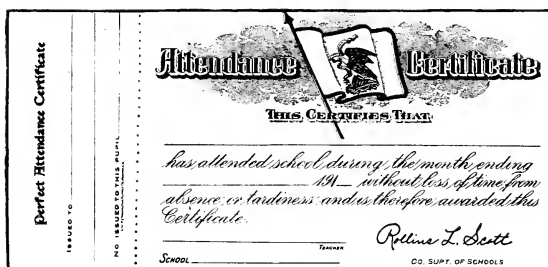 Perfect Attendance Certificate
ISSUED TO
NO ISSUED TO THIS PUPIL
Attendance Certificate
THIS CERTIFIES THAT
has attended school during the month ending
191 without loss of time from
absence or tardiness and is therefore awarded this
Certificate.
TEACHER
Rollins L. Scott
SCHOOL
CO. SUPT. OF SCHOOLS